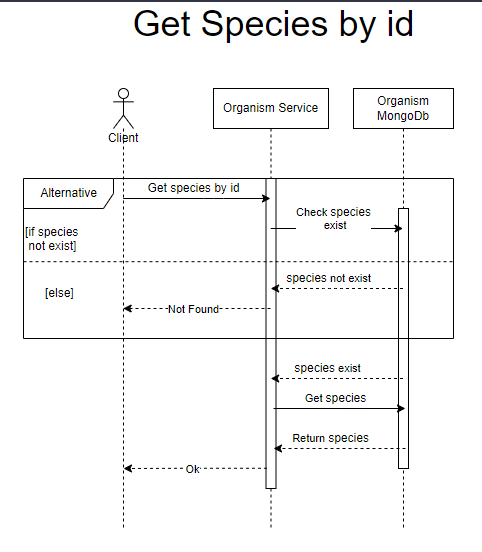 Get Species by id
Organism Service
Organism
MongoDb
Client
Alternative
Get species by id
Check species
exist
[if species
not exist]
species not exist
[else]
Not Found
species exist
Get species
Return species
Ok